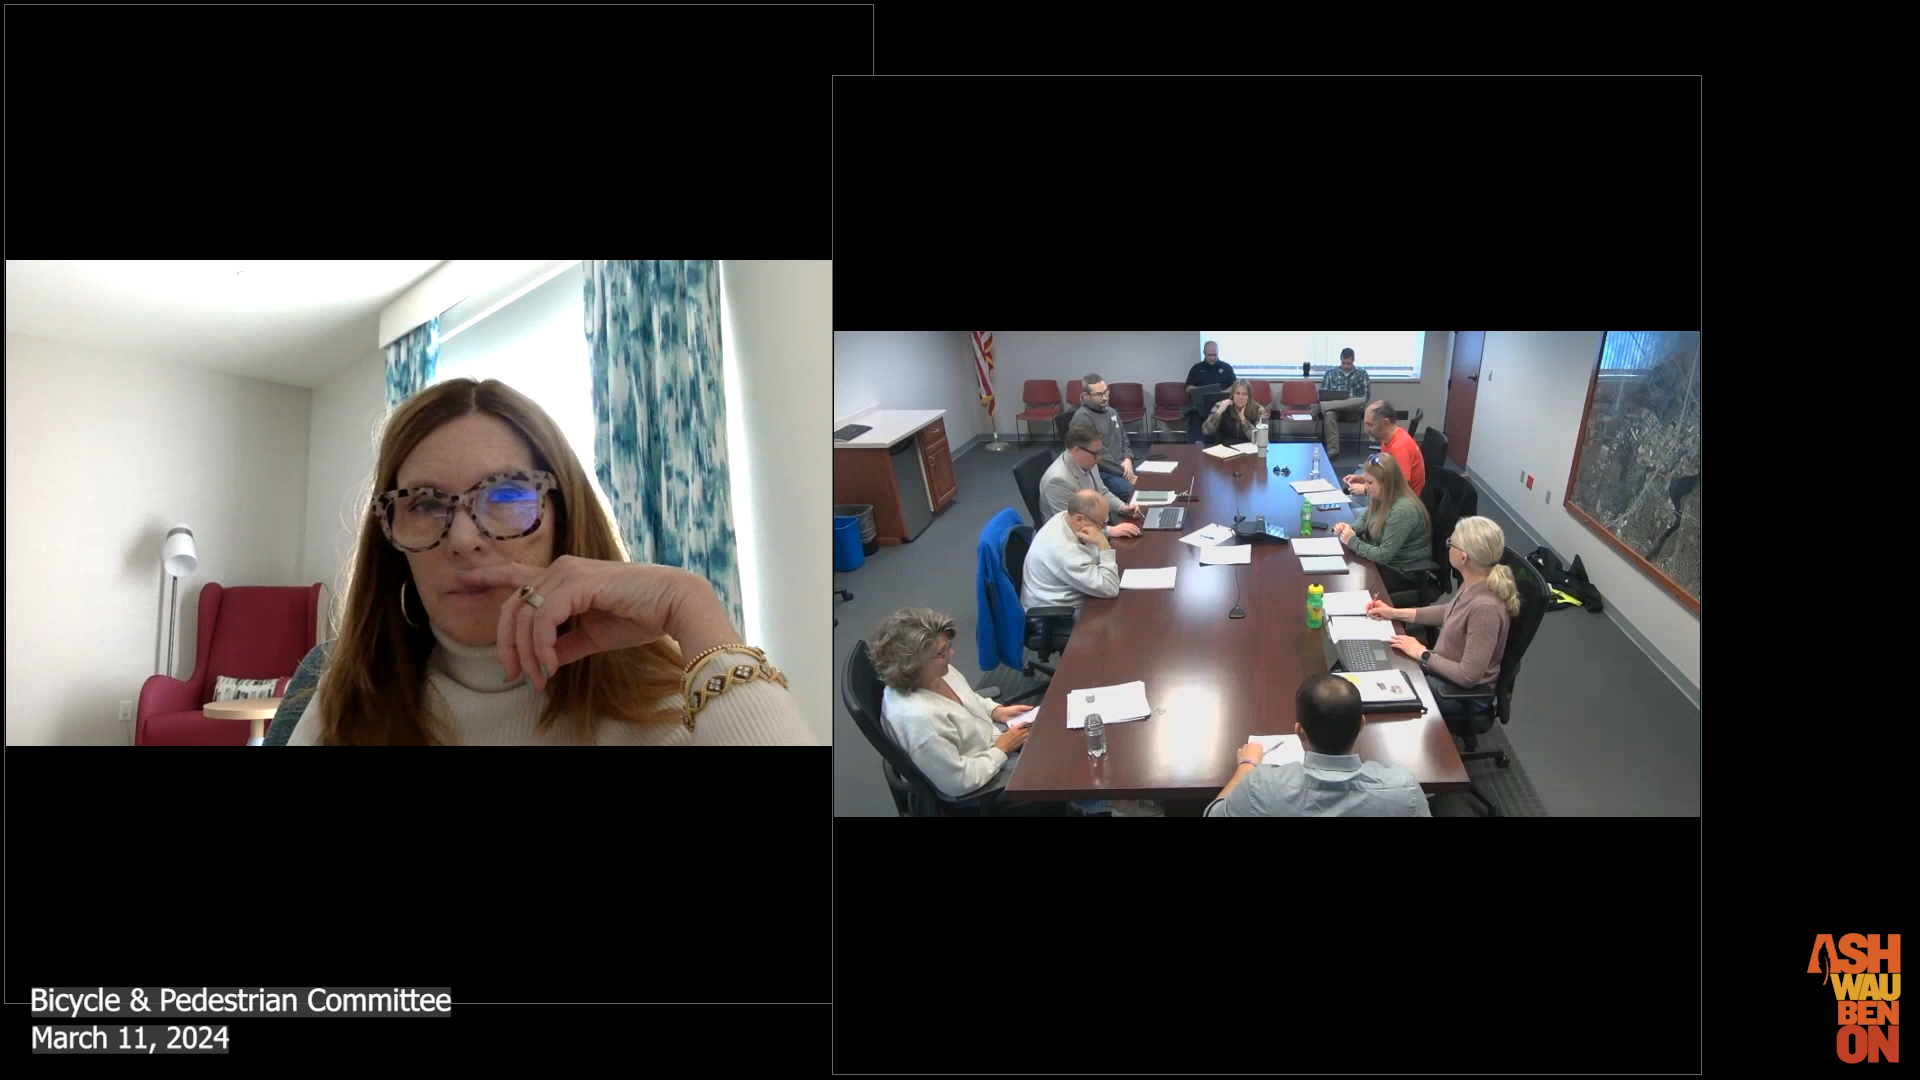 Bicycle & Pedestrian Committee
March 11, 2024
ASH
WAU
BEN
ON